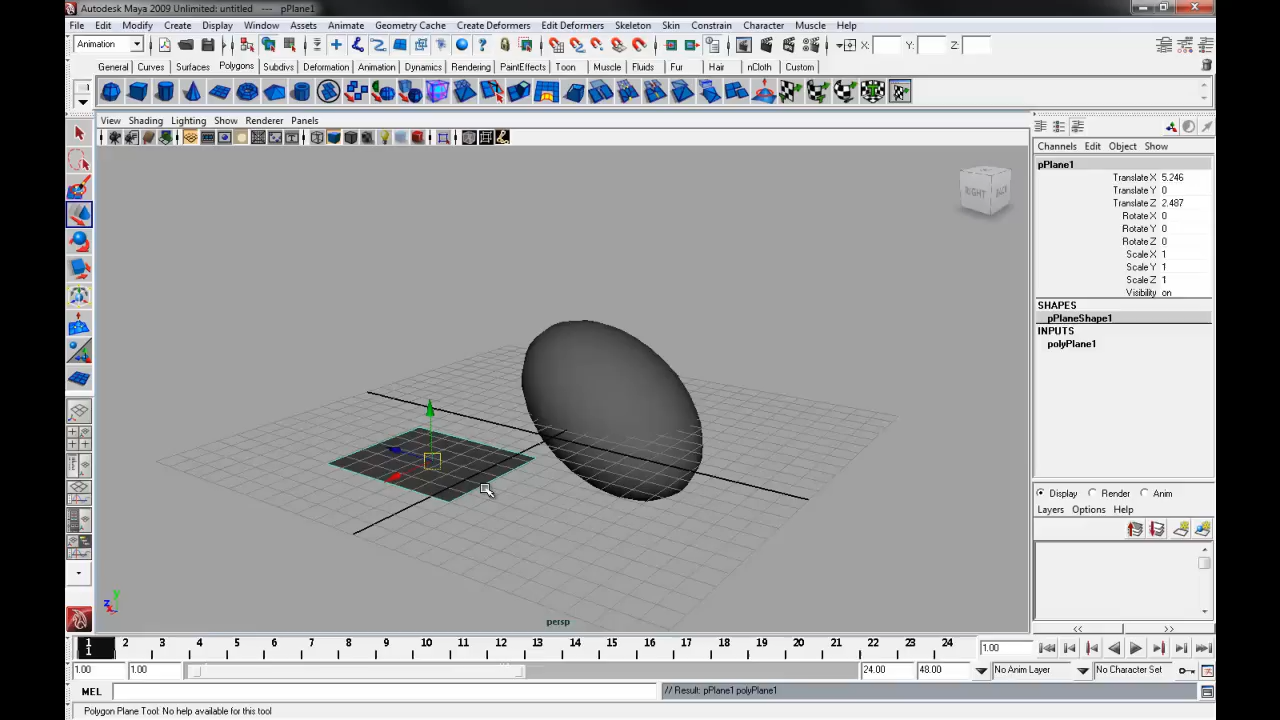 Autodesk Maya 2009 Unlimited: untitled --- pPlane1
File Edit Modify Create Display Window Assets Animate Geometry Cache Create Deformers Edit Deformers Skeleton Skin Constrain Character Muscle Help
Animation X: Y: Z:
General Curves Surfaces Polygons Subdivs Deformation Animation Dynamics Rendering PaintEffects Toon Muscle Fluids Fur Hair nCloth Custom
View Shading Lighting Show Renderer Panels
RIGHT BACK
Channels Edit Object Show
pPlane1
Translate X 5.246
Translate Y 0
Translate Z 2.487
Rotate X 0
Rotate Y 0
Rotate Z 0
Scale X 1
Scale Y 1
Scale Z 1
Visibility on
SHAPES
pPlaneShape1
INPUTS
polyPlane1
Display Render Anim
Layers Options Help
y
z
persp
1 2 3 4 5 6 7 8 9 10 11 12 13 14 15 16 17 18 19 20 21 22 23 24 1.00
1
1.00 1.00 24.00 48.00 No Anim Layer No Character Set
MEL // Result: pPlane1 polyPlane1
Polygon Plane Tool: No help available for this tool